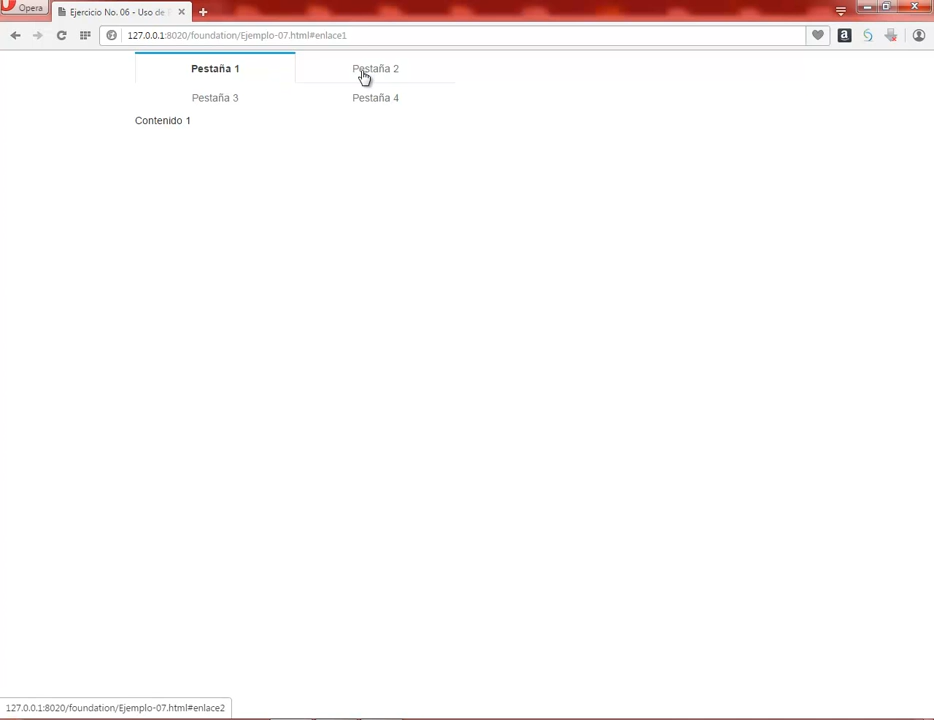 Opera
Ejercicio No. 06 - Uso de
127.0.0.1:8020/foundation/Ejemplo-07.html#enlace1
Pestaña 1
Pestaña 2
Pestaña 3
Pestaña 4
Contenido 1
127.0.0.1:8020/foundation/Ejemplo-07.html#enlace2